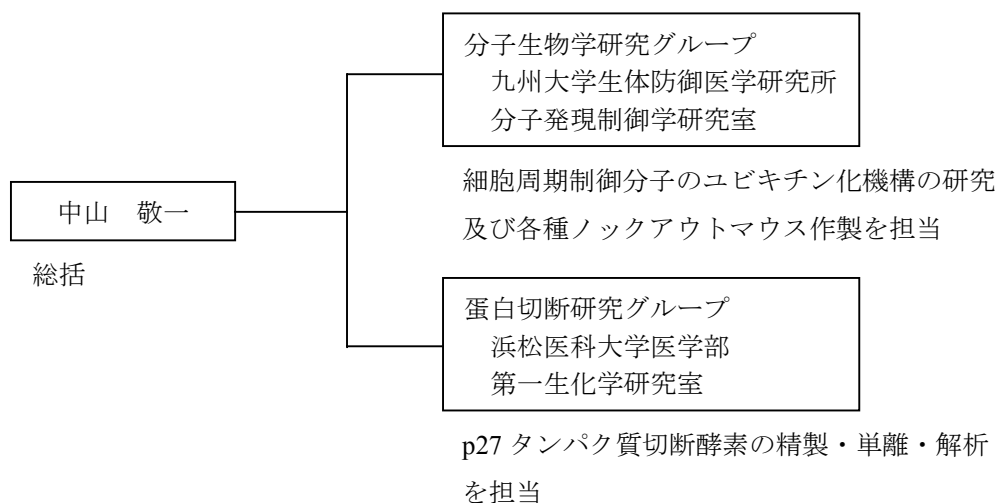 分子生物学研究グループ
九州大学生体防御医学研究所
分子発現制御学研究室
細胞周期制御分子のユビキチン化機構の研究
及び各種ノックアウトマウス作製を担当
中山 敬一
総括
蛋白切断研究グループ
浜松医科大学医学部
第一生化学研究室
p27 タンパク質切断酵素の精製・単離・解析
を担当